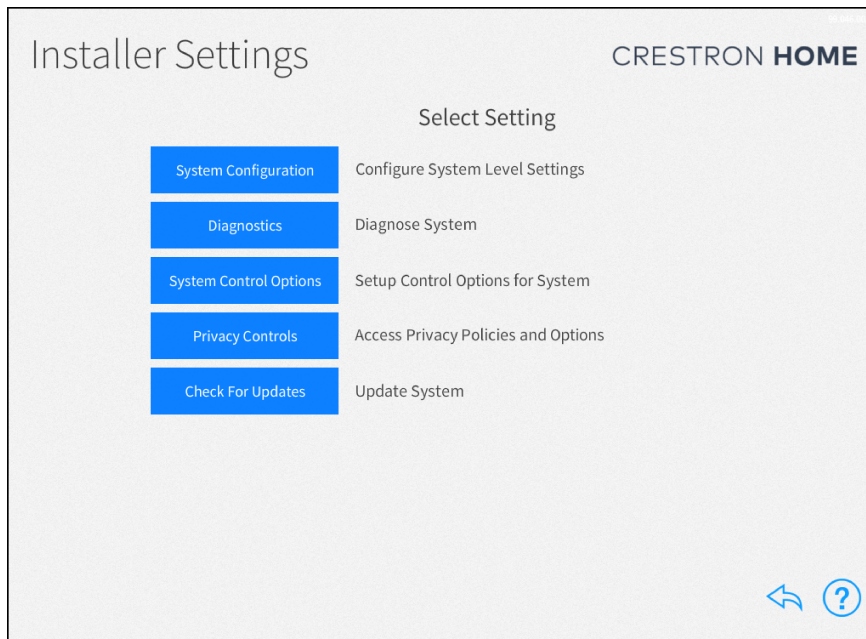 Installer Settings
CRESTRON HOME
Select Setting
System Configuration Configure System Level Settings
Diagnostics Diagnose System
System Control Options Setup Control Options for System
Privacy Controls Access Privacy Policies and Options
Check For Updates Update System
?